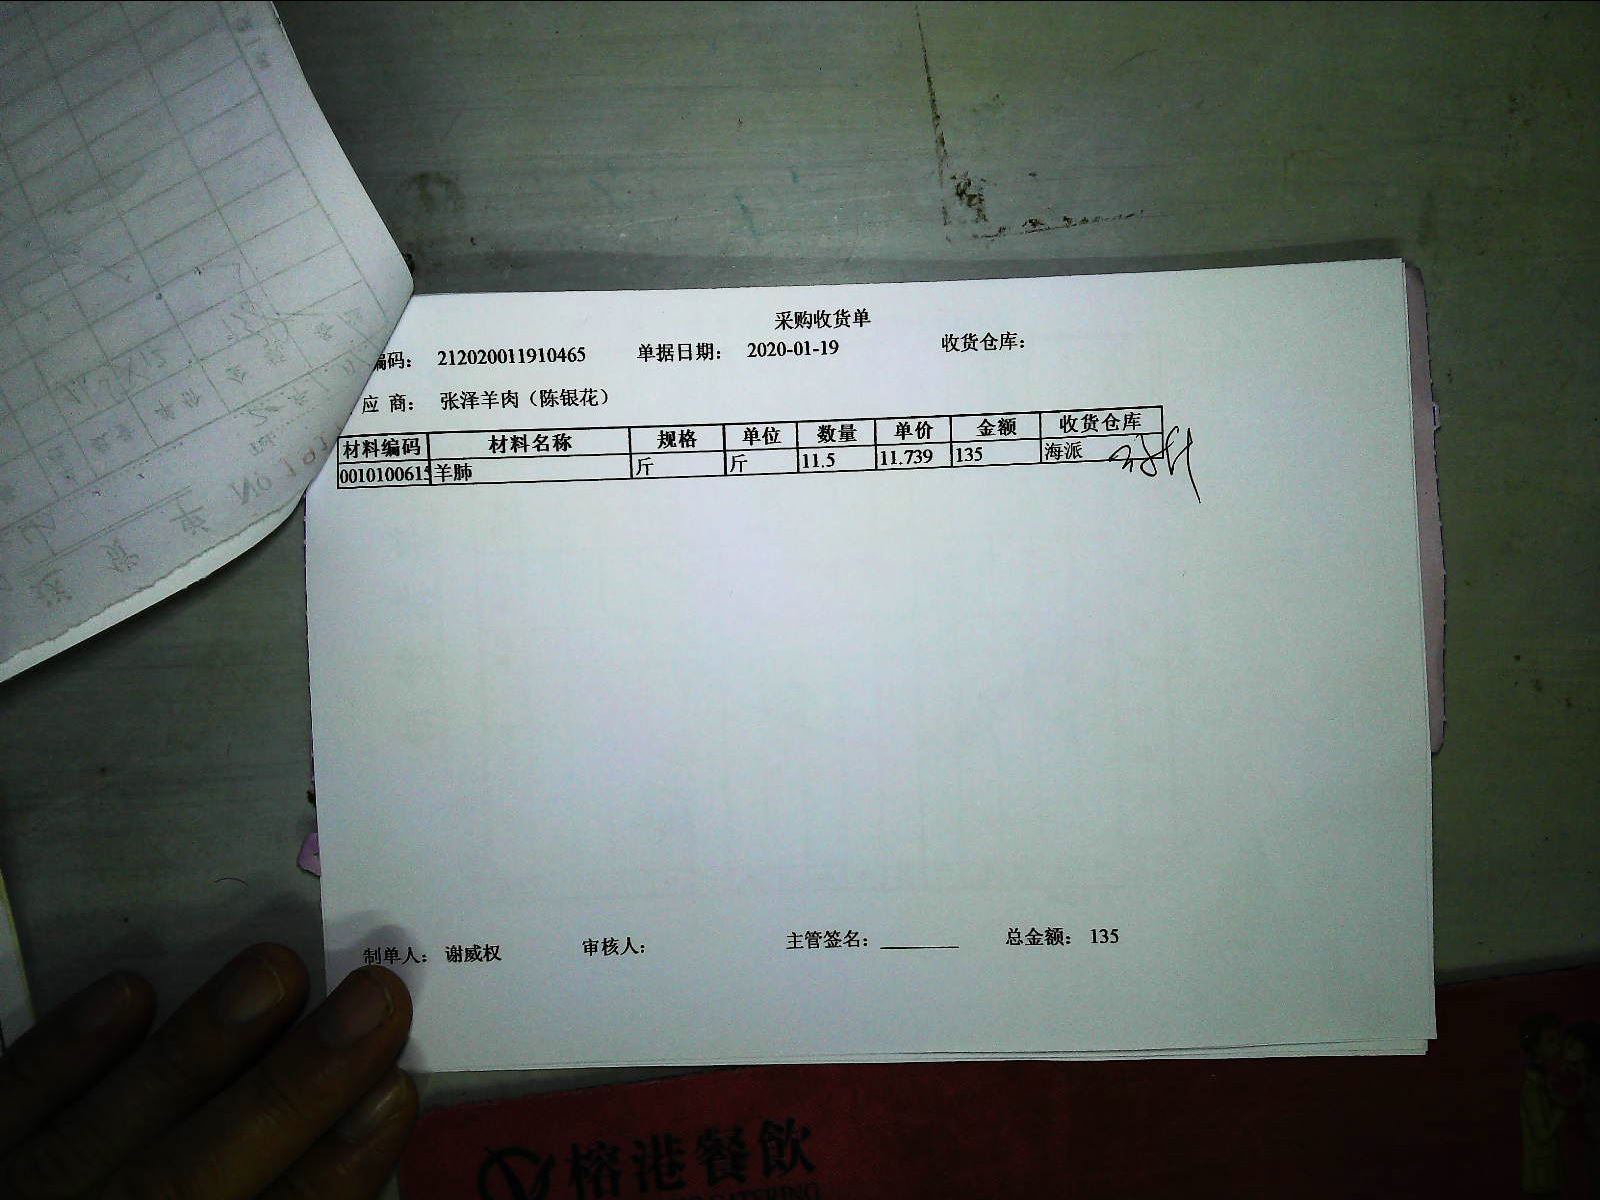 采购收货单
编码： 212020011910465 单据日期： 2020-01-19 收货仓库：
应 商： 张泽羊肉（陈银花）
材料编码 材料名称 规格 单位 数量 单价 金额 收货仓库
001010061 羊肺 斤 斤 11.5 11.739 135 海派
制单人： 谢威权 审核人: 主管签名：________ 总金额： 135
榕港餐飲